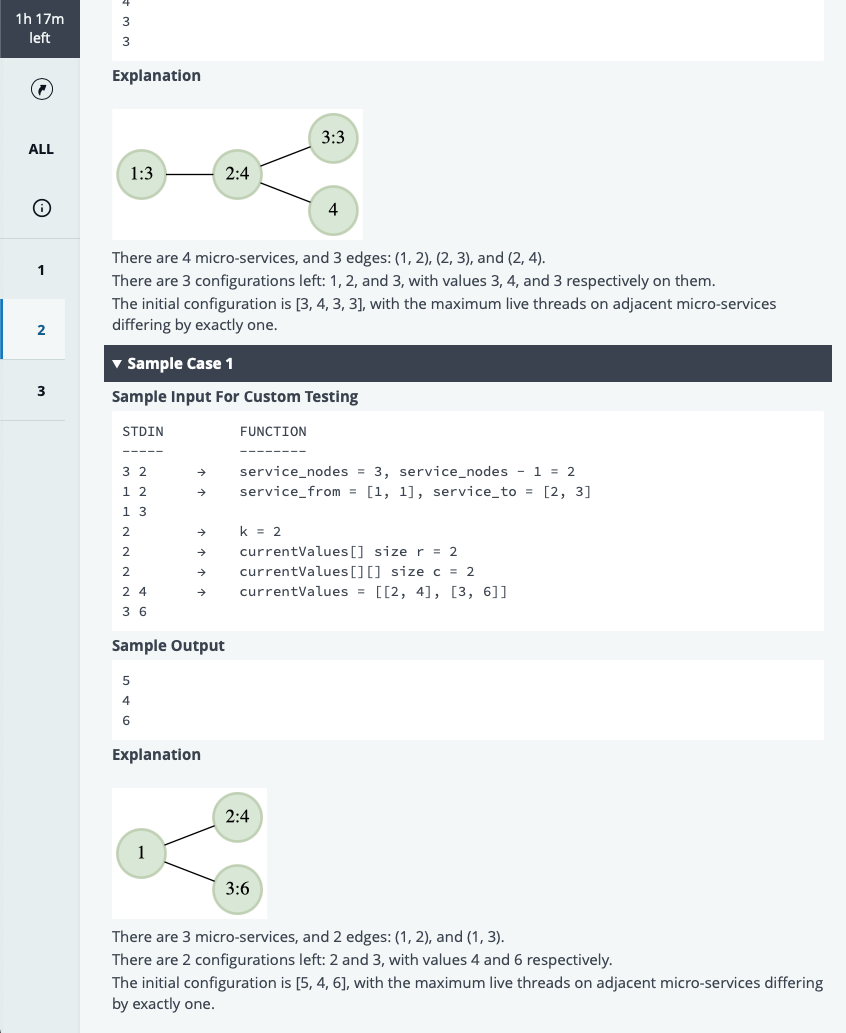 1h 17m
left
ALL
1
2
3
4
3
3
Explanation
1:3
2:4
3:3
4
There are 4 micro-services, and 3 edges: (1, 2), (2, 3), and (2, 4).
There are 3 configurations left: 1, 2, and 3, with values 3, 4, and 3 respectively on them.
The initial configuration is [3, 4, 3, 3], with the maximum live threads on adjacent micro-services
differing by exactly one.
▼ Sample Case 1
Sample Input For Custom Testing
STDIN FUNCTION
----- --------
3 2 → service_nodes = 3, service_nodes - 1 = 2
1 2 → service_from = [1, 1], service_to = [2, 3]
1 3
2 → k = 2
2 → currentValues[] size r = 2
2 → currentValues[][] size c = 2
2 4 → currentValues = [[2, 4], [3, 6]]
3 6
Sample Output
5
4
6
Explanation
1
2:4
3:6
There are 3 micro-services, and 2 edges: (1, 2), and (1, 3).
There are 2 configurations left: 2 and 3, with values 4 and 6 respectively.
The initial configuration is [5, 4, 6], with the maximum live threads on adjacent micro-services differing
by exactly one.